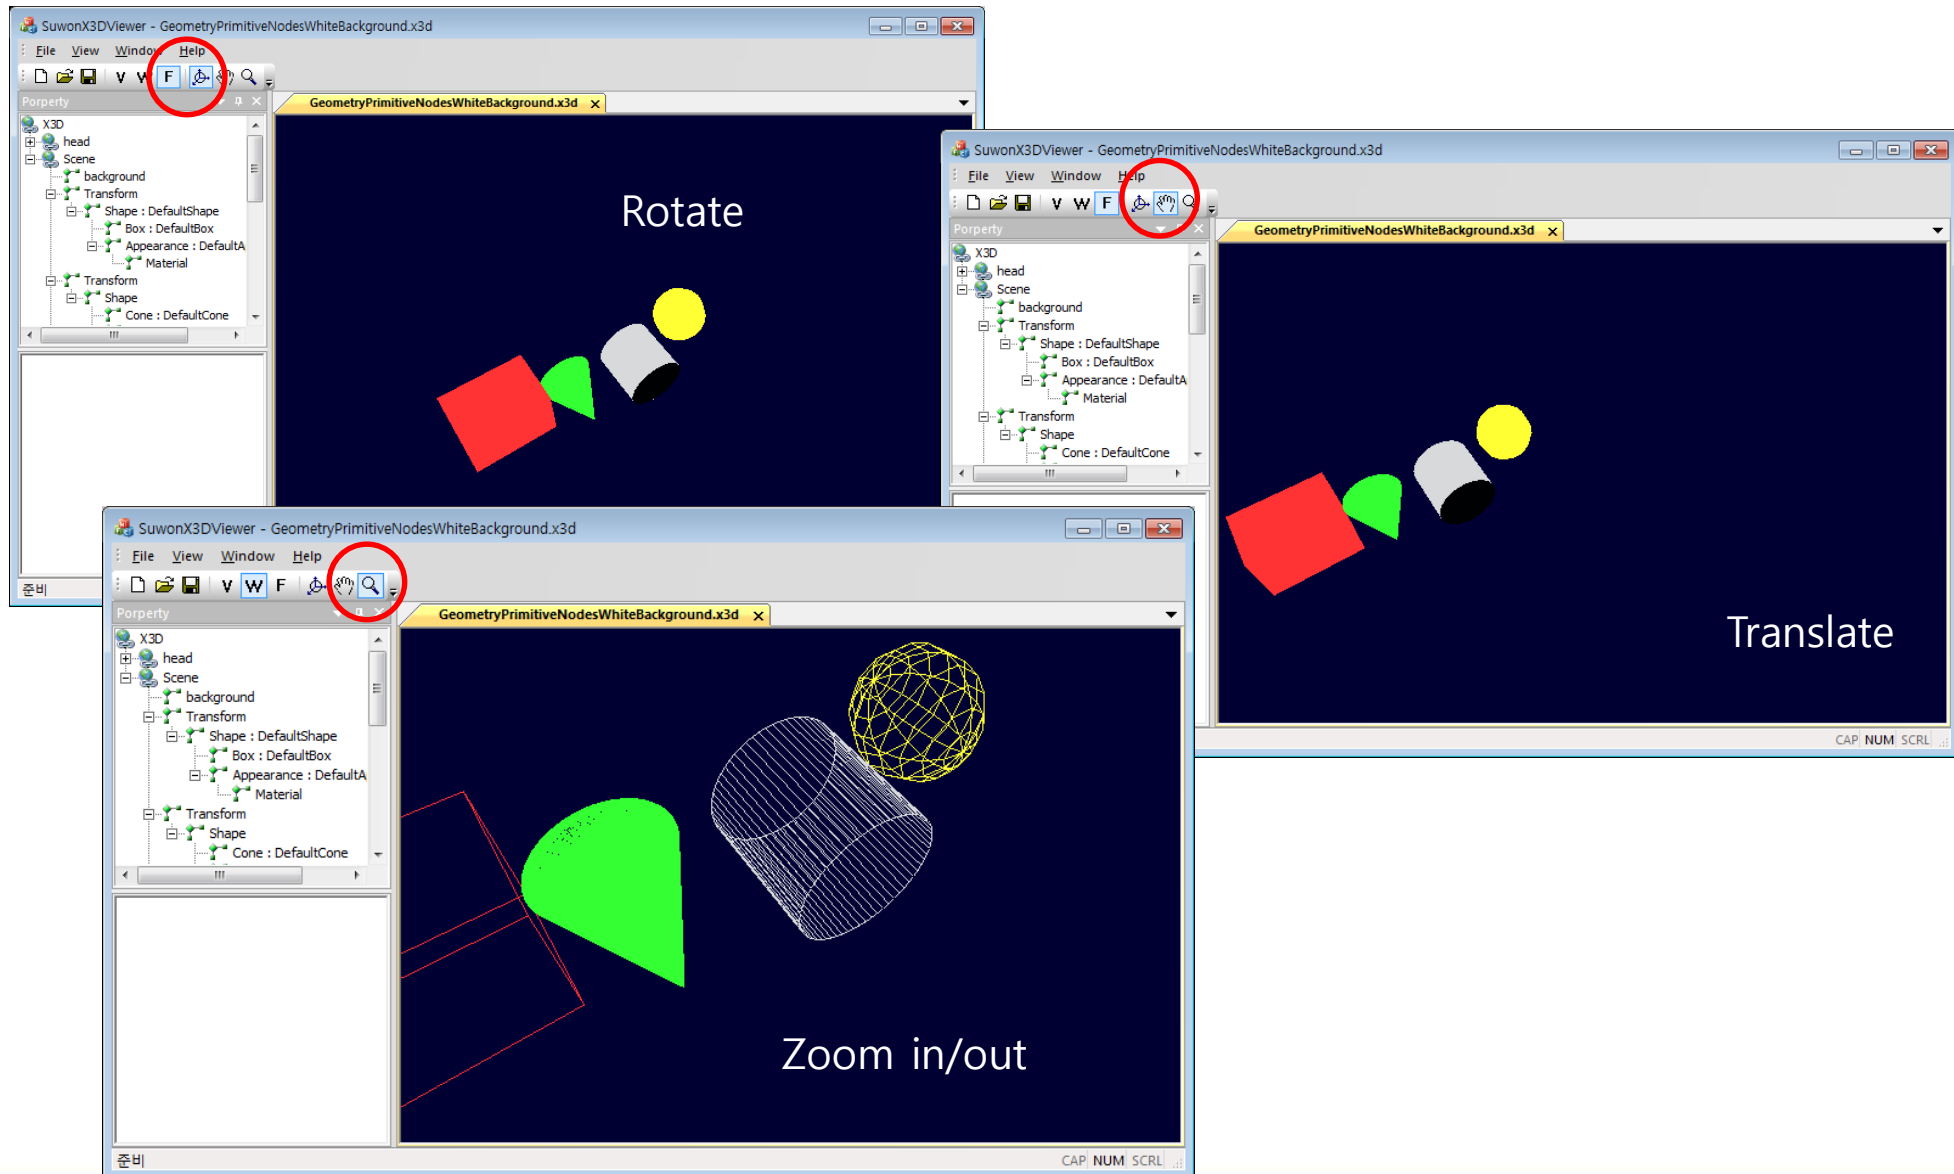 SuwonX3DViewer - GeometryPrimitiveNodesWhiteBackground.x3d
File View Window Help
V W F
Porperty
GeometryPrimitiveNodesWhiteBackground.x3d
X3D
head
Scene
background
Transform
Shape : DefaultShape
Box : DefaultBox
Appearance : DefaultA
Material
Transform
Shape
Cone : DefaultCone
준비
Rotate
SuwonX3DViewer - GeometryPrimitiveNodesWhiteBackground.x3d
File View Window Help
V W F
Porperty
GeometryPrimitiveNodesWhiteBackground.x3d
X3D
head
Scene
background
Transform
Shape : DefaultShape
Box : DefaultBox
Appearance : DefaultA
Material
Transform
Shape
Cone : DefaultCone
Translate
CAP NUM SCRL
SuwonX3DViewer - GeometryPrimitiveNodesWhiteBackground.x3d
File View Window Help
V W F
Porperty
GeometryPrimitiveNodesWhiteBackground.x3d
X3D
head
Scene
background
Transform
Shape : DefaultShape
Box : DefaultBox
Appearance : DefaultA
Material
Transform
Shape
Cone : DefaultCone
Zoom in/out
준비
CAP NUM SCRL